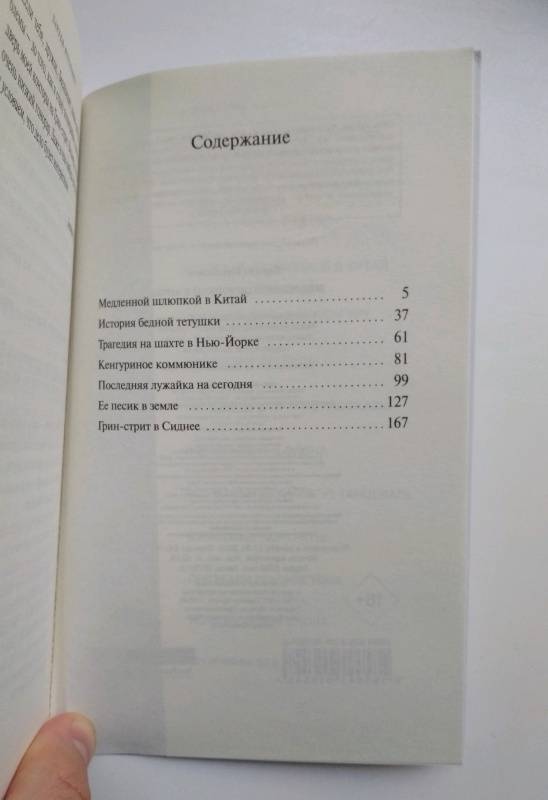 Содержание
Медленной шлюпкой в Китай ........................ 5
История бедной тетушки ............................. 37
Трагедия на шахте в Нью-Йорке ...................... 61
Кенгуриное коммюнике ............................... 81
Последняя лужайка на сегодня ....................... 99
Ее песик в земле ................................... 127
Грин-стрит в Сиднее ................................ 167